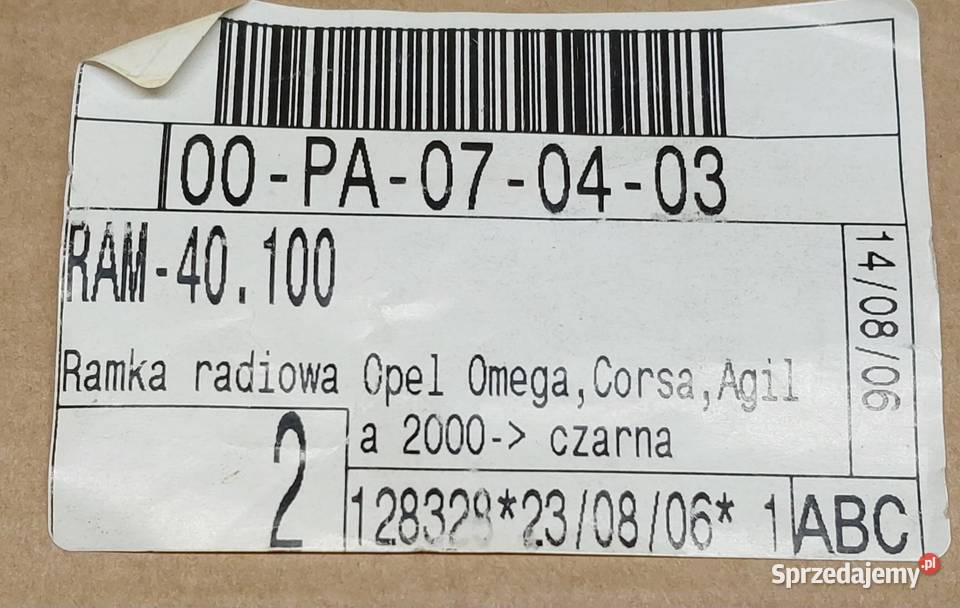 00-PA-07-04-03
RAM-40.100
14/08/06
Ramka radiowa Opel Omega,Corsa,Agil
a 2000-> czarna
2
128328*23/08/06* 1
ABC
Sprzedajemy.pl